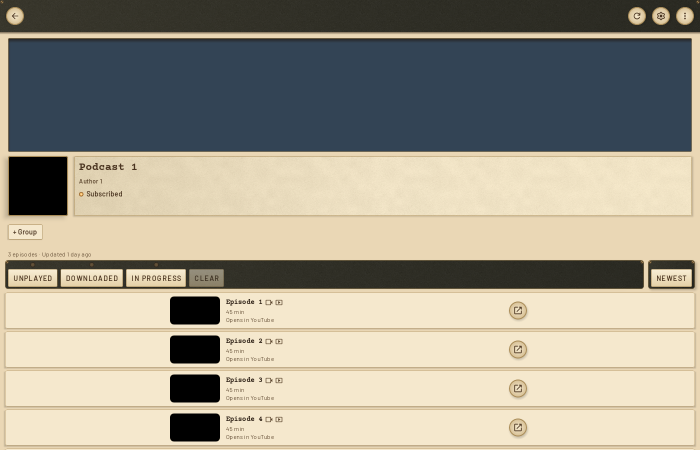 Podcast 1
Author 1
Subscribed
+ Group
3 episodes · Updated 1 day ago
UNPLAYED DOWNLOADED IN PROGRESS CLEAR NEWEST
Episode 1
45 min
Opens in YouTube
Episode 2
45 min
Opens in YouTube
Episode 3
45 min
Opens in YouTube
Episode 4
45 min
Opens in YouTube